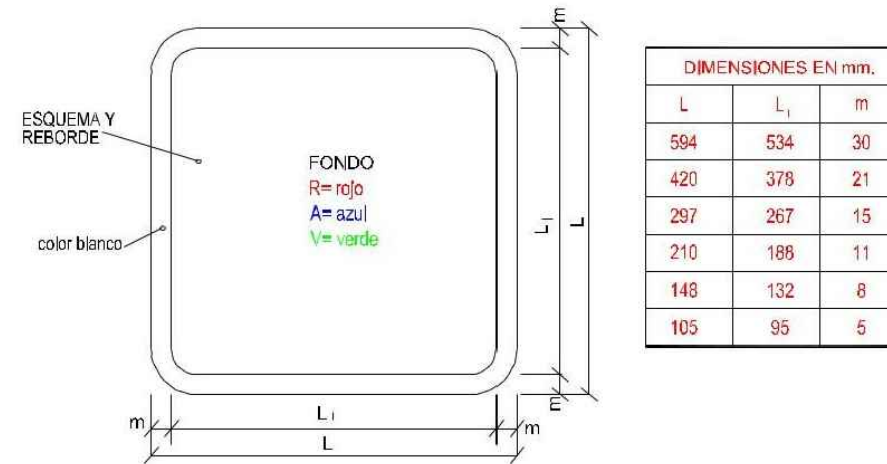 m
ESQUEMA Y
REBORDE
color blanco
FONDO
R= rojo
A= azul
V= verde
L₁
L
m
m
L₁
m
L
DIMENSIONES EN mm.
L L₁ m
594 534 30
420 378 21
297 267 15
210 188 11
148 132 8
105 95 5